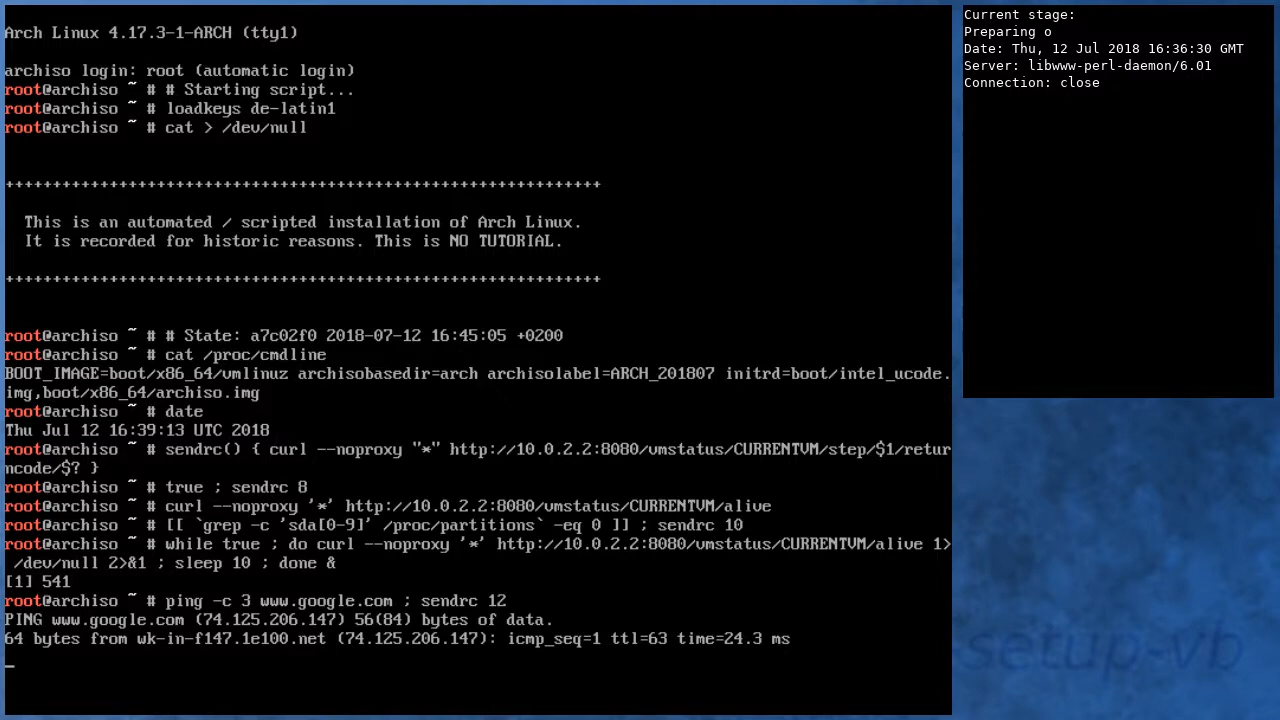 Arch Linux 4.17.3-1-ARCH (tty1)
archiso login: root (automatic login)
root@archiso ~ # # Starting script...
root@archiso ~ # loadkeys de-latin1
root@archiso ~ # cat > /dev/null
+++++++++++++++++++++++++++++++++++++++++++++++++++++++++++++++
This is an automated / scripted installation of Arch Linux.
It is recorded for historic reasons. This is NO TUTORIAL.
+++++++++++++++++++++++++++++++++++++++++++++++++++++++++++++++
root@archiso ~ # # State: a7c02f0 2018-07-12 16:45:05 +0200
root@archiso ~ # cat /proc/cmdline
BOOT_IMAGE=boot/x86_64/vmlinuz archisobasedir=arch archisolabel=ARCH_201807 initrd=boot/intel_ucode.
img,boot/x86_64/archiso.img
root@archiso ~ # date
Thu Jul 12 16:39:13 UTC 2018
root@archiso ~ # sendrc() { curl --noproxy "*" http://10.0.2.2:8080/vmstatus/CURRENTVM/step/$1/retur
ncode/$? }
root@archiso ~ # true ; sendrc 8
root@archiso ~ # curl --noproxy '*' http://10.0.2.2:8080/vmstatus/CURRENTVM/alive
root@archiso ~ # [[ `grep -c 'sda[0-9]' /proc/partitions` -eq 0 ]] ; sendrc 10
root@archiso ~ # while true ; do curl --noproxy '*' http://10.0.2.2:8080/vmstatus/CURRENTVM/alive 1>
/dev/null 2>&1 ; sleep 10 ; done &
[1] 541
root@archiso ~ # ping -c 3 www.google.com ; sendrc 12
PING www.google.com (74.125.206.147) 56(84) bytes of data.
64 bytes from wk-in-f147.1e100.net (74.125.206.147): icmp_seq=1 ttl=63 time=24.3 ms
_
Current stage:
Preparing o
Date: Thu, 12 Jul 2018 16:36:30 GMT
Server: libwww-perl-daemon/6.01
Connection: close
setup-vb